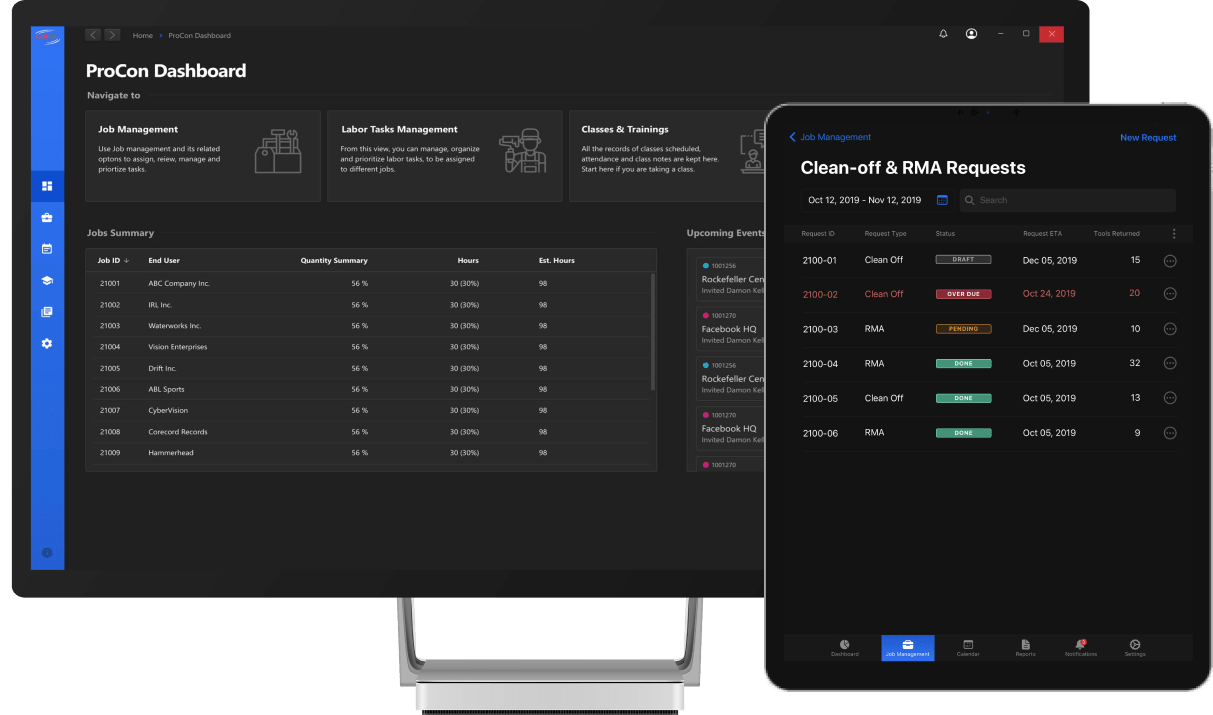 Home › ProCon Dashboard
ProCon Dashboard
Navigate to
Job Management
Use Job management and its related
optons to assign, reiew, manage and
priortize tasks.
Labor Tasks Management
From this view, you can manage, organize
and prioritize labor tasks, to be assigned
to different jobs.
Classes & Trainings
All the records of classes scheduled,
attendance and class notes are kept here.
Start here if you are taking a class.
Jobs Summary
Job ID ↓ End User Quantity Summary Hours Est. Hours
21001 ABC Company Inc. 56 % 30 (30%) 98
21002 IRL Inc. 56 % 30 (30%) 98
21003 Waterworks Inc. 56 % 30 (30%) 98
21004 Vision Enterprises 56 % 30 (30%) 98
21005 Drift Inc. 56 % 30 (30%) 98
21006 ABL Sports 56 % 30 (30%) 98
21007 CyberVision 56 % 30 (30%) 98
21008 Corecord Records 56 % 30 (30%) 98
21009 Hammerhead 56 % 30 (30%) 98
Upcoming Events
1001256
Rockefeller Cen
Invited Damon Kel
1001270
Facebook HQ
Invited Damon Kel
1001256
Rockefeller Cen
Invited Damon Kel
1001270
Facebook HQ
Invited Damon Kel
1001270
Job Management New Request
Clean-off & RMA Requests
Oct 12, 2019 - Nov 12, 2019 Search
Request ID Request Type Status Request ETA Tools Returned
2100-01 Clean Off DRAFT Dec 05, 2019 15
2100-02 Clean Off OVER DUE Oct 24, 2019 20
2100-03 RMA PENDING Dec 05, 2019 10
2100-04 RMA DONE Oct 05, 2019 32
2100-05 Clean Off DONE Oct 05, 2019 13
2100-06 RMA DONE Oct 05, 2019 9
Dashboard Job Management Calendar Reports Notifications Settings